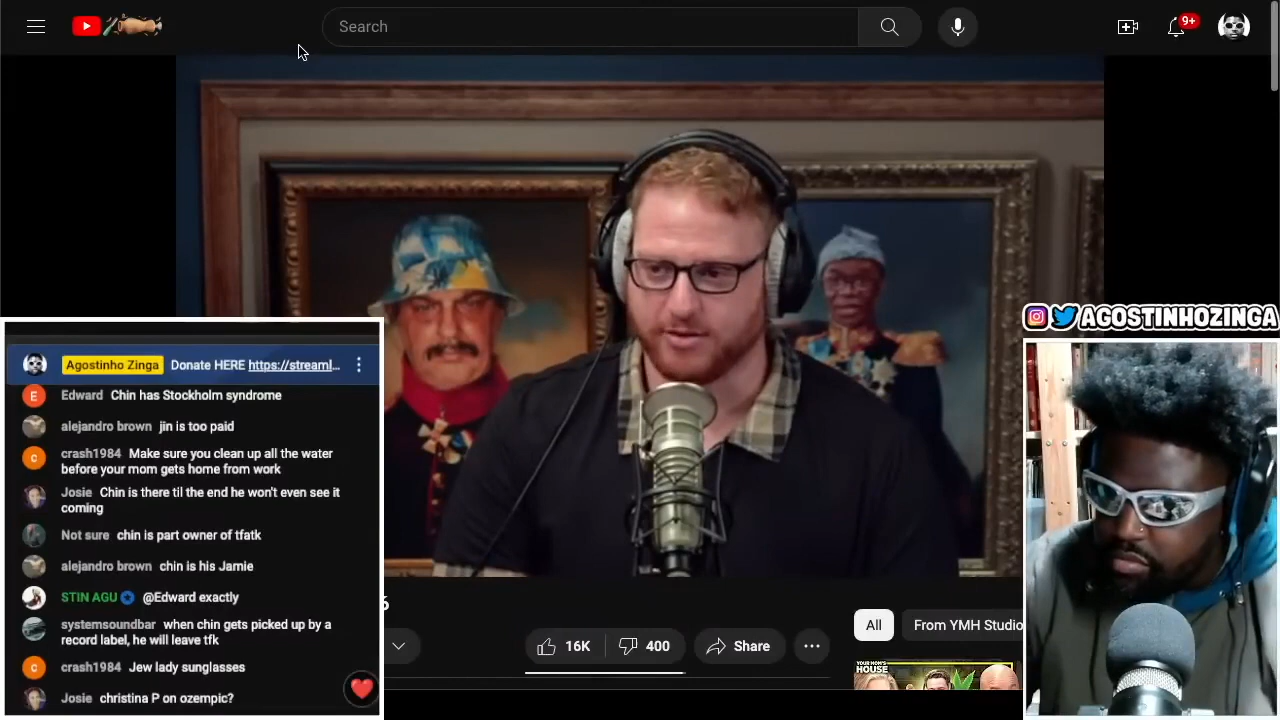 Search
9+
AGOSTINHOZINGA
Agostinho Zinga Donate HERE https://streaml...
Edward Chin has Stockholm syndrome
alejandro brown jin is too paid
crash1984 Make sure you clean up all the water
before your mom gets home from work
Josie Chin is there til the end he won't even see it
coming
Not sure chin is part owner of tfatk
alejandro brown chin is his Jamie
STIN AGU @Edward exactly
systemsoundbar when chin gets picked up by a
record label, he will leave tfk
crash1984 Jew lady sunglasses
Josie christina P on ozempic?
16K
400
Share
All
From YMH Studio